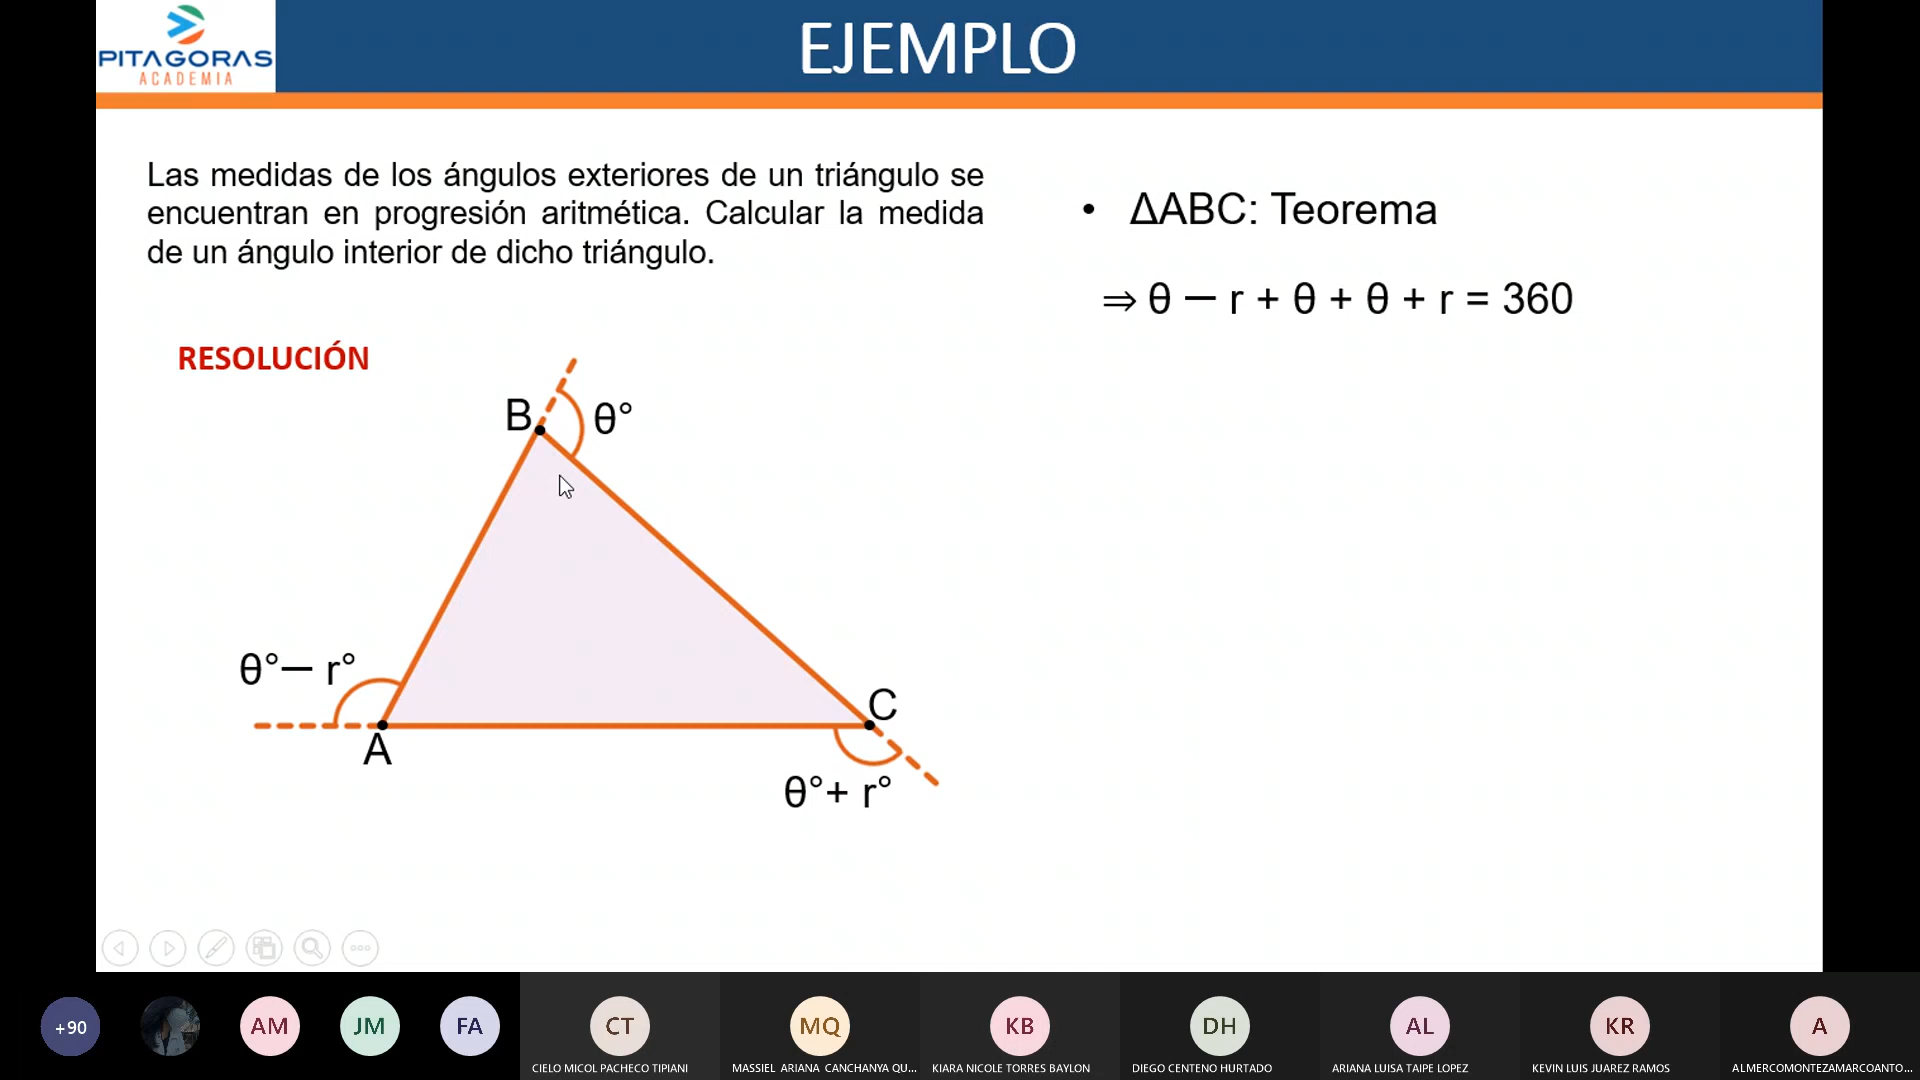 PITAGORAS
ACADEMIA
EJEMPLO
Las medidas de los ángulos exteriores de un triángulo se
encuentran en progresión aritmética. Calcular la medida
de un ángulo interior de dicho triángulo.
• ΔABC: Teorema
⇒ θ − r + θ + θ + r = 360
RESOLUCIÓN
B
θ°
θ°− r°
A
C
θ°+ r°
+90
AM
JM
FA
CT
MQ
KB
DH
AL
KR
A
CIELO MICOL PACHECO TIPIANI
MASSIEL ARIANA CANCHANYA QU...
KIARA NICOLE TORRES BAYLON
DIEGO CENTENO HURTADO
ARIANA LUISA TAIPE LOPEZ
KEVIN LUIS JUAREZ RAMOS
ALMERCOMONTEZAMARCOANTO...